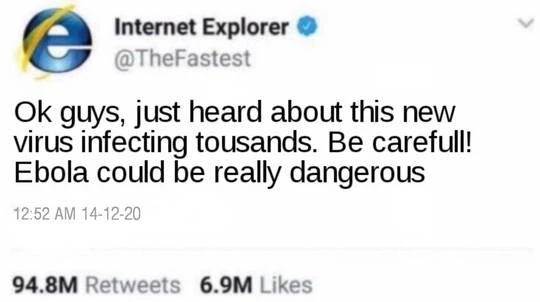 Internet Explorer
@TheFastest
Ok guys, just heard about this new
virus infecting tousands. Be carefull!
Ebola could be really dangerous
12:52 AM 14-12-20
94.8M Retweets 6.9M Likes